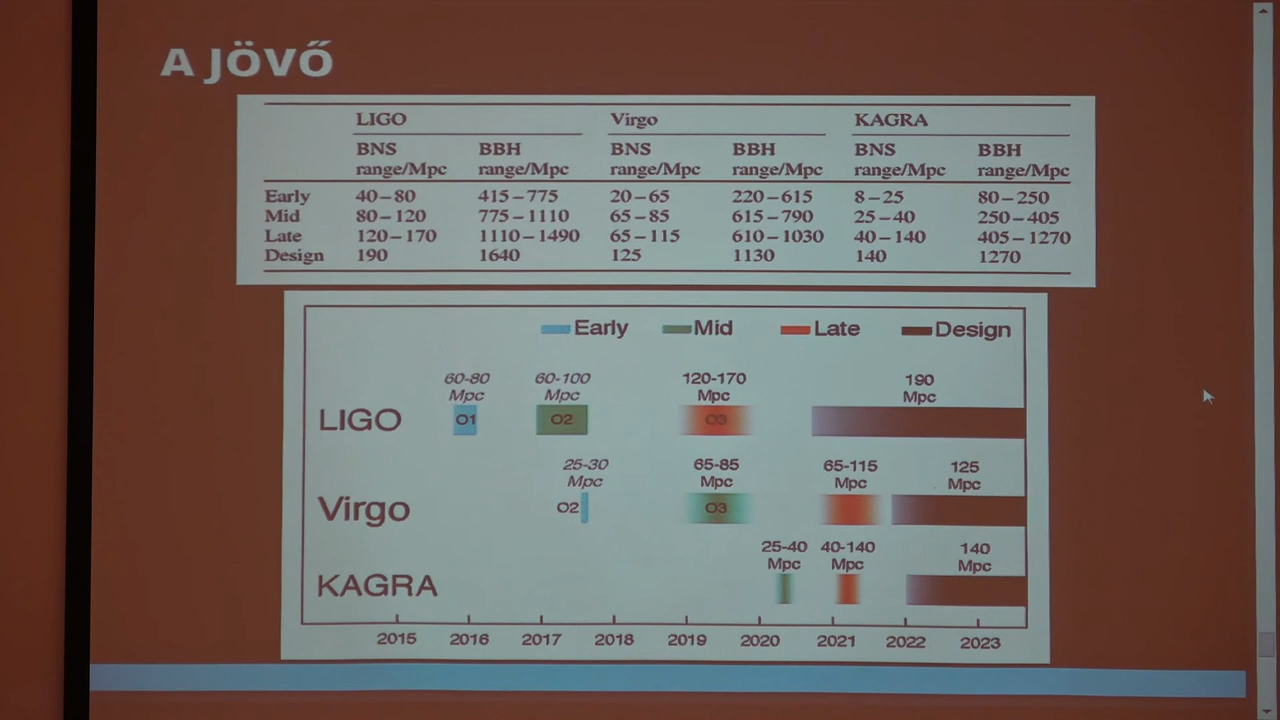 A JÖVŐ
LIGO Virgo KAGRA
BNS BBH BNS BBH BNS BBH
range/Mpc range/Mpc range/Mpc range/Mpc range/Mpc range/Mpc
Early 40–80 415–775 20–65 220–615 8–25 80–250
Mid 80–120 775–1110 65–85 615–790 25–40 250–405
Late 120–170 1110–1490 65–115 610–1030 40–140 405–1270
Design 190 1640 125 1130 140 1270
Early Mid Late Design
60-80 60-100 120-170 190
Mpc Mpc Mpc Mpc
LIGO O1 O2 O3
25-30 65-85 65-115 125
Mpc Mpc Mpc Mpc
Virgo O2 O3
25-40 40-140 140
Mpc Mpc Mpc
KAGRA
2015 2016 2017 2018 2019 2020 2021 2022 2023